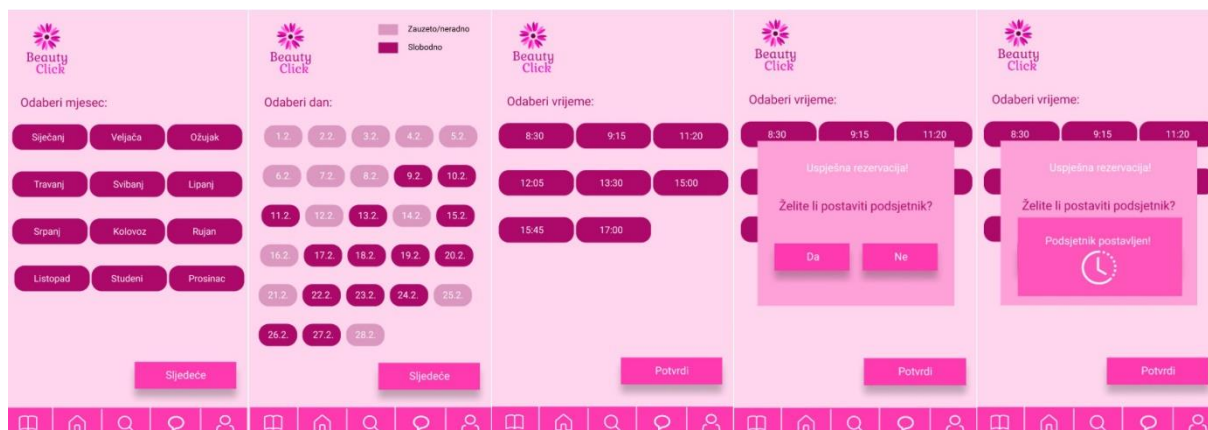 Beauty
Click
Odaberi mjesec:
Siječanj Veljača Ožujak
Travanj Svibanj Lipanj
Srpanj Kolovoz Rujan
Listopad Studeni Prosinac
Sljedeće
Beauty
Click
Zauzeto/neradno
Slobodno
Odaberi dan:
1.2. 2.2. 3.2. 4.2. 5.2.
6.2. 7.2. 8.2. 9.2. 10.2.
11.2. 12.2. 13.2. 14.2. 15.2.
16.2. 17.2. 18.2. 19.2. 20.2.
21.2. 22.2. 23.2. 24.2. 25.2.
26.2. 27.2. 28.2.
Sljedeće
Beauty
Click
Odaberi vrijeme:
8:30 9:15 11:20
12:05 13:30 15:00
15:45 17:00
Potvrdi
Beauty
Click
Odaberi vrijeme:
8:30 9:15 11:20
Uspješna rezervacija!
Želite li postaviti podsjetnik?
Da Ne
Potvrdi
Beauty
Click
Odaberi vrijeme:
8:30 9:15 11:20
Uspješna rezervacija!
Želite li postaviti podsjetnik?
Podsjetnik postavljen!
Potvrdi